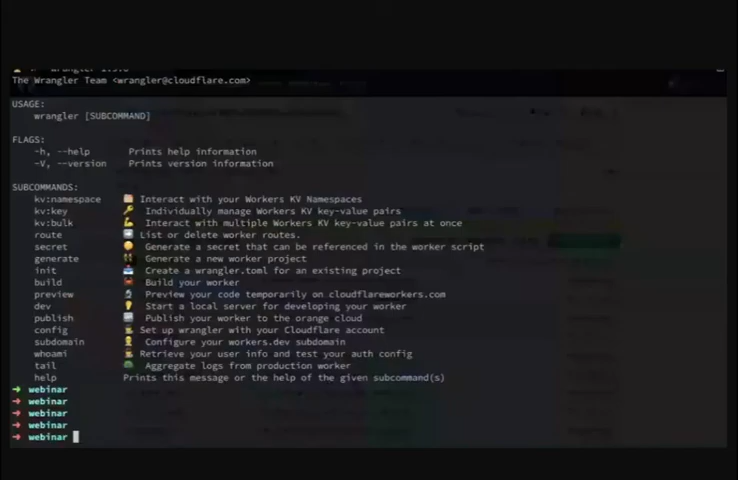 The Wrangler Team <wrangler@cloudflare.com>
USAGE:
wrangler [SUBCOMMAND]
FLAGS:
-h, --help Prints help information
-V, --version Prints version information
SUBCOMMANDS:
kv:namespace 🗂️ Interact with your Workers KV Namespaces
kv:key 🔑 Individually manage Workers KV key-value pairs
kv:bulk 💪 Interact with multiple Workers KV key-value pairs at once
route ➡️ List or delete worker routes.
secret 🤫 Generate a secret that can be referenced in the worker script
generate 👯 Generate a new worker project
init 📥 Create a wrangler.toml for an existing project
build 🦀 Build your worker
preview 🔬 Preview your code temporarily on cloudflareworkers.com
dev 👂 Start a local server for developing your worker
publish 🆙 Publish your worker to the orange cloud
config 🕵️ Set up wrangler with your Cloudflare account
subdomain 👷 Configure your workers.dev subdomain
whoami 🕵️ Retrieve your user info and test your auth config
tail 🦚 Aggregate logs from production worker
help Prints this message or the help of the given subcommand(s)
➜ webinar
➜ webinar
➜ webinar
➜ webinar
➜ webinar